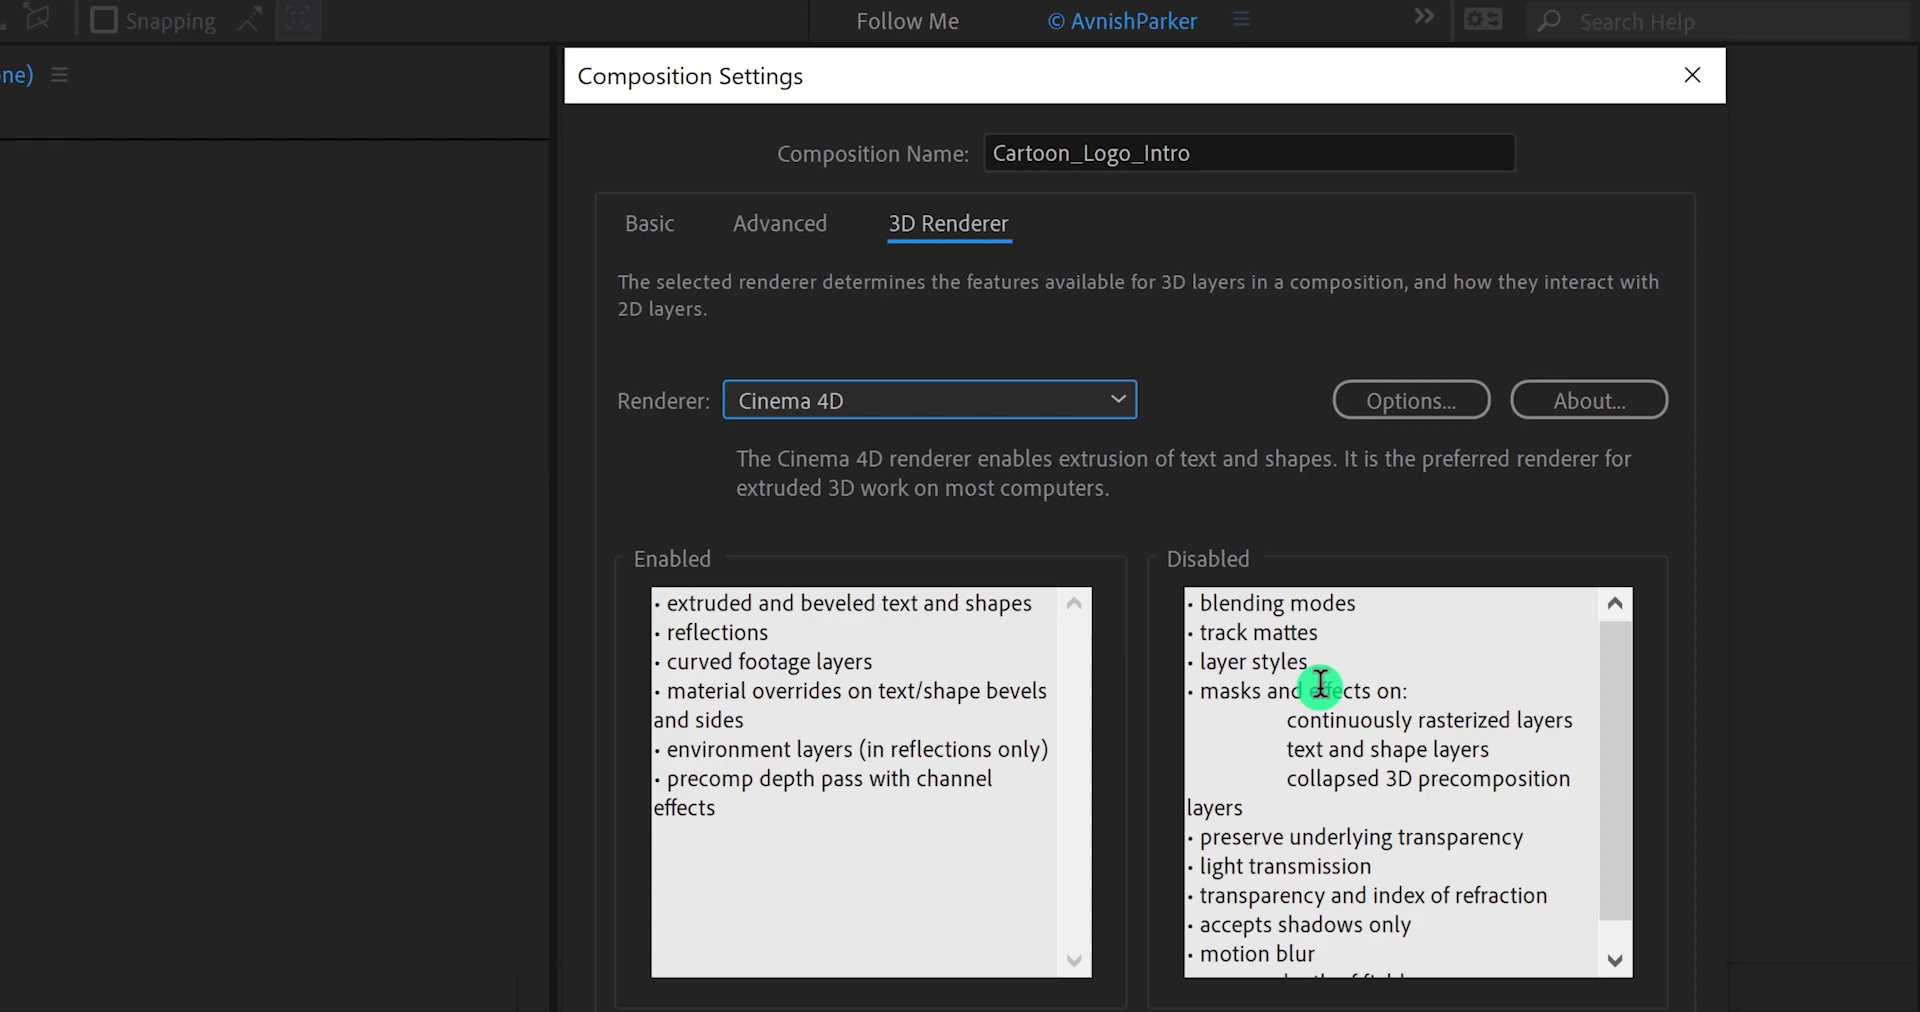 Snapping
Follow Me
© AvnishParker
Search Help
ne)
Composition Settings
Composition Name: Cartoon_Logo_Intro
Basic Advanced 3D Renderer
The selected renderer determines the features available for 3D layers in a composition, and how they interact with
2D layers.
Renderer: Cinema 4D
Options...
About...
The Cinema 4D renderer enables extrusion of text and shapes. It is the preferred renderer for
extruded 3D work on most computers.
Enabled
• extruded and beveled text and shapes
• reflections
• curved footage layers
• material overrides on text/shape bevels
and sides
• environment layers (in reflections only)
• precomp depth pass with channel
effects
Disabled
• blending modes
• track mattes
• layer styles
• masks and effects on:
continuously rasterized layers
text and shape layers
collapsed 3D precomposition
layers
• preserve underlying transparency
• light transmission
• transparency and index of refraction
• accepts shadows only
• motion blur